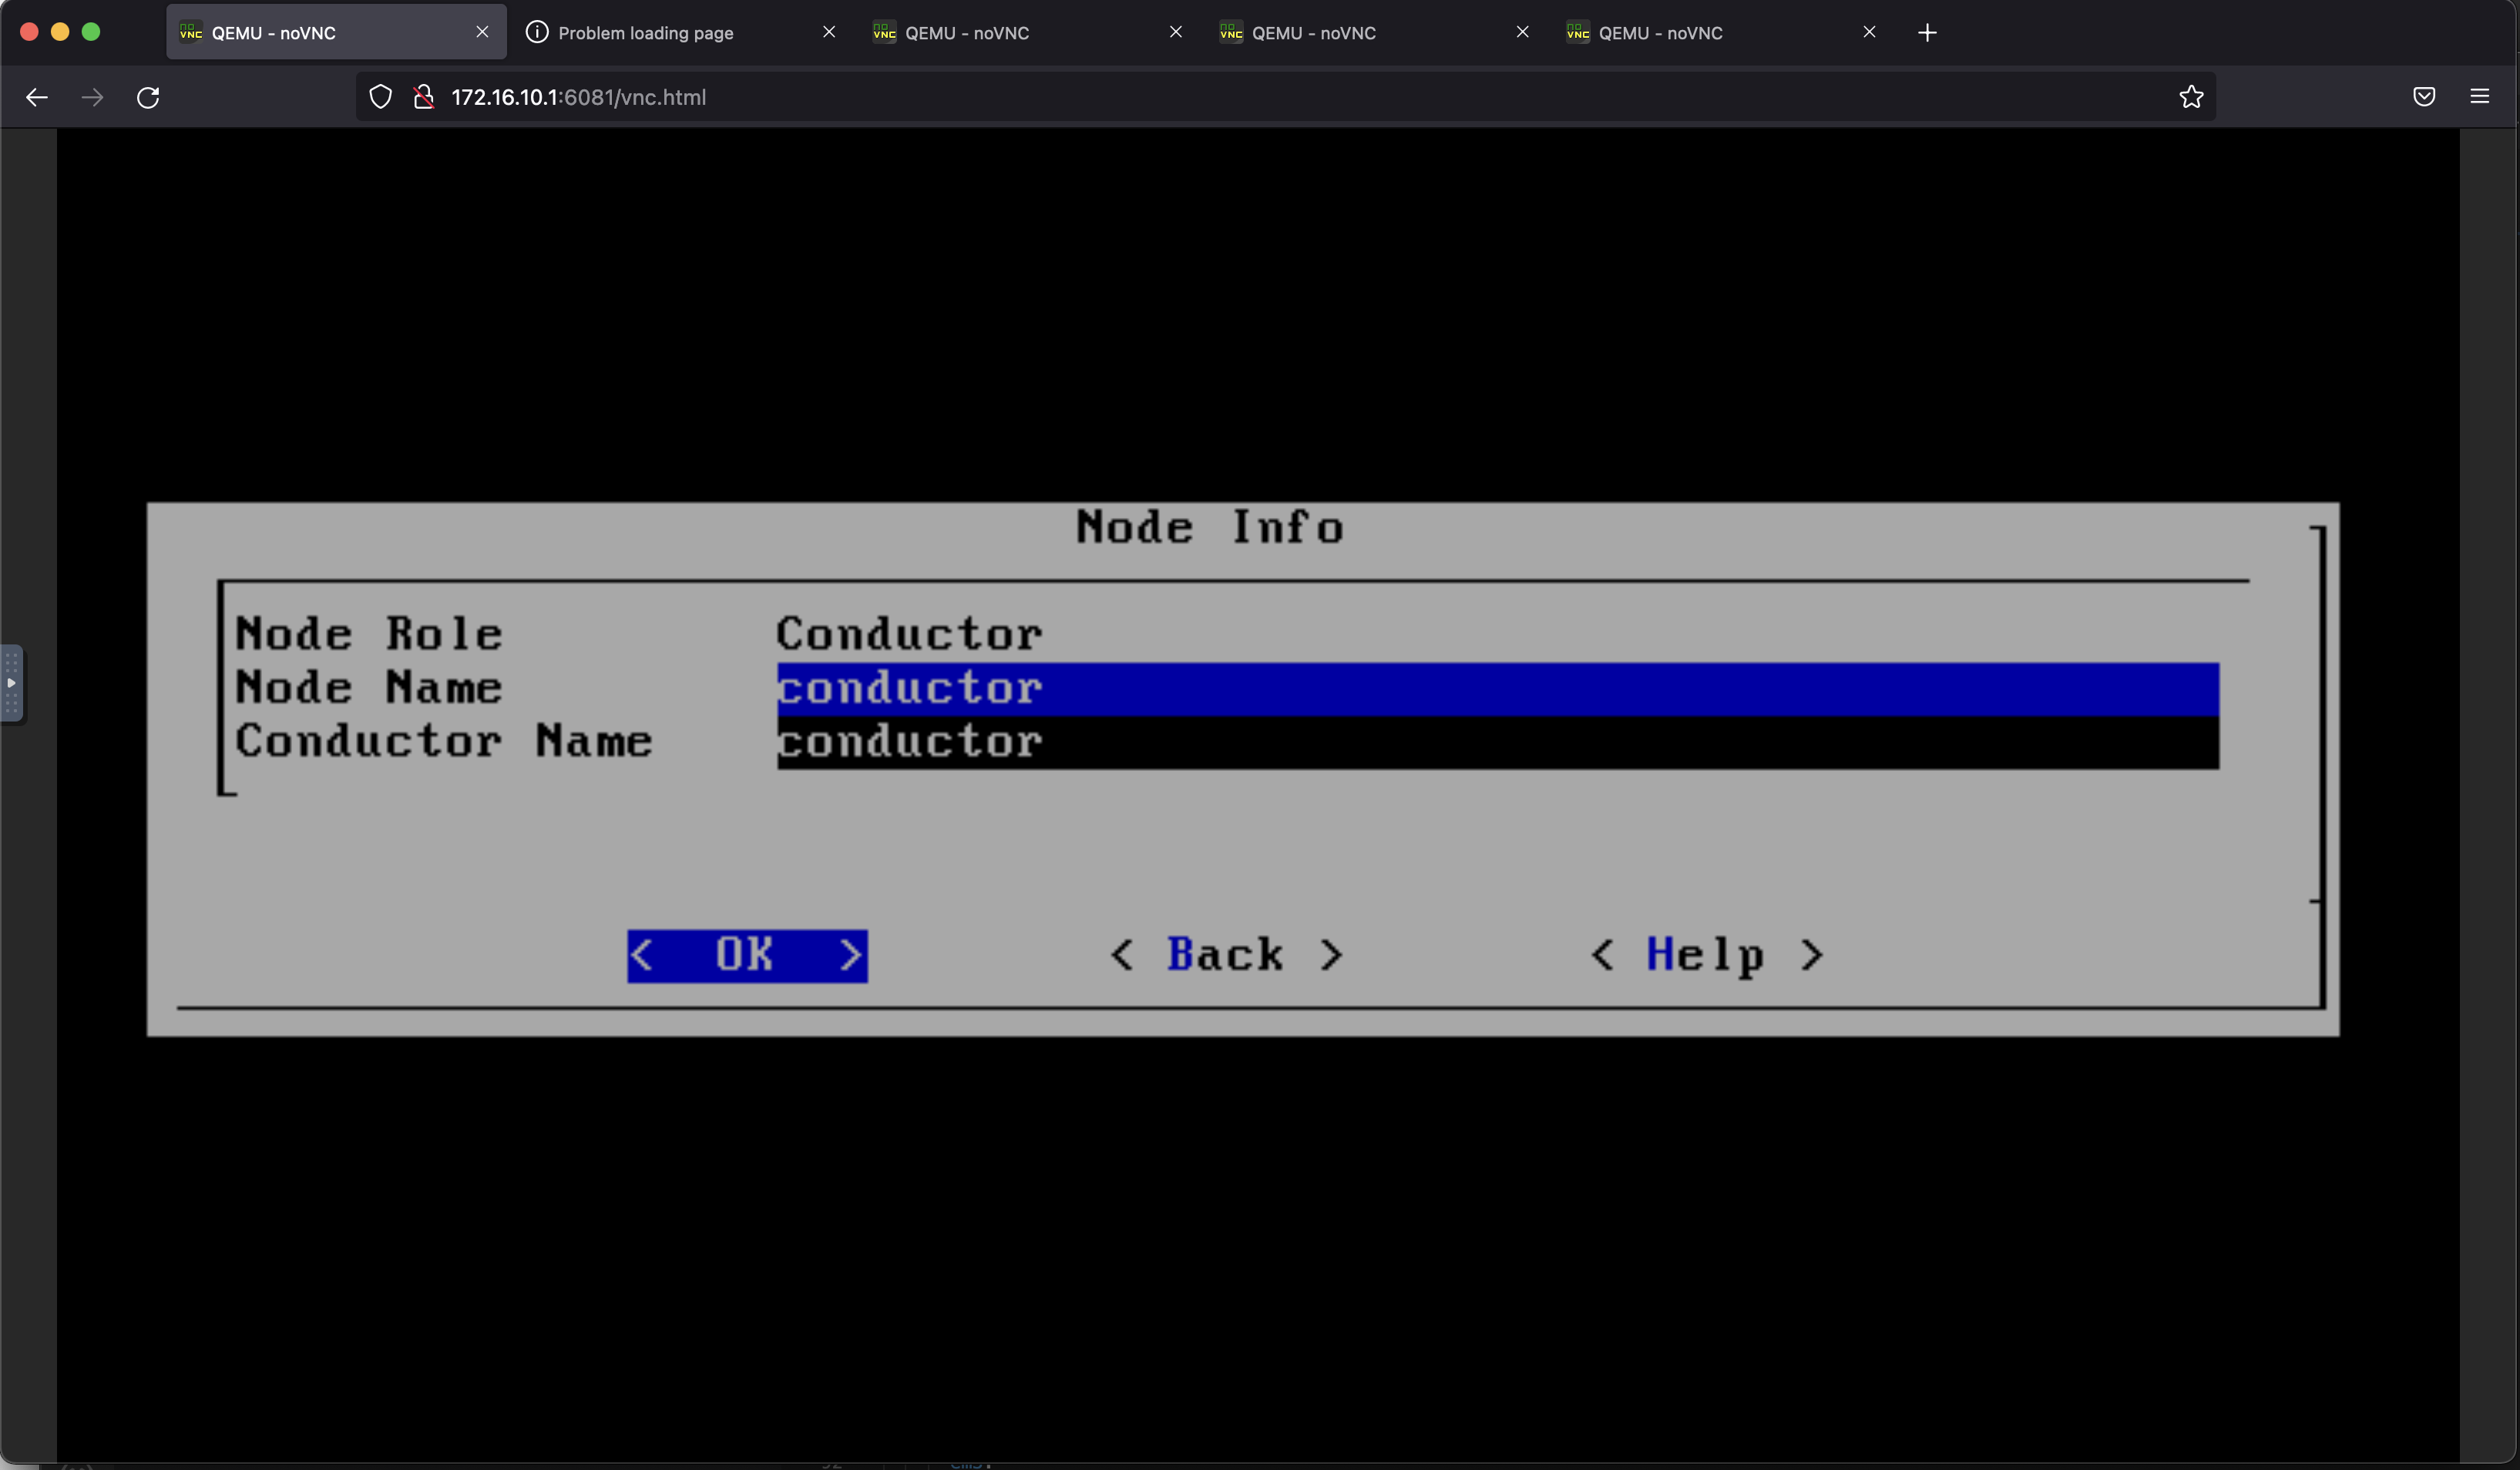 QEMU - noVNC
Problem loading page
QEMU - noVNC
QEMU - noVNC
QEMU - noVNC
172.16.10.1:6081/vnc.html
Node Info
Node Role Conductor
Node Name conductor
Conductor Name conductor
< OK > < Back > < Help >